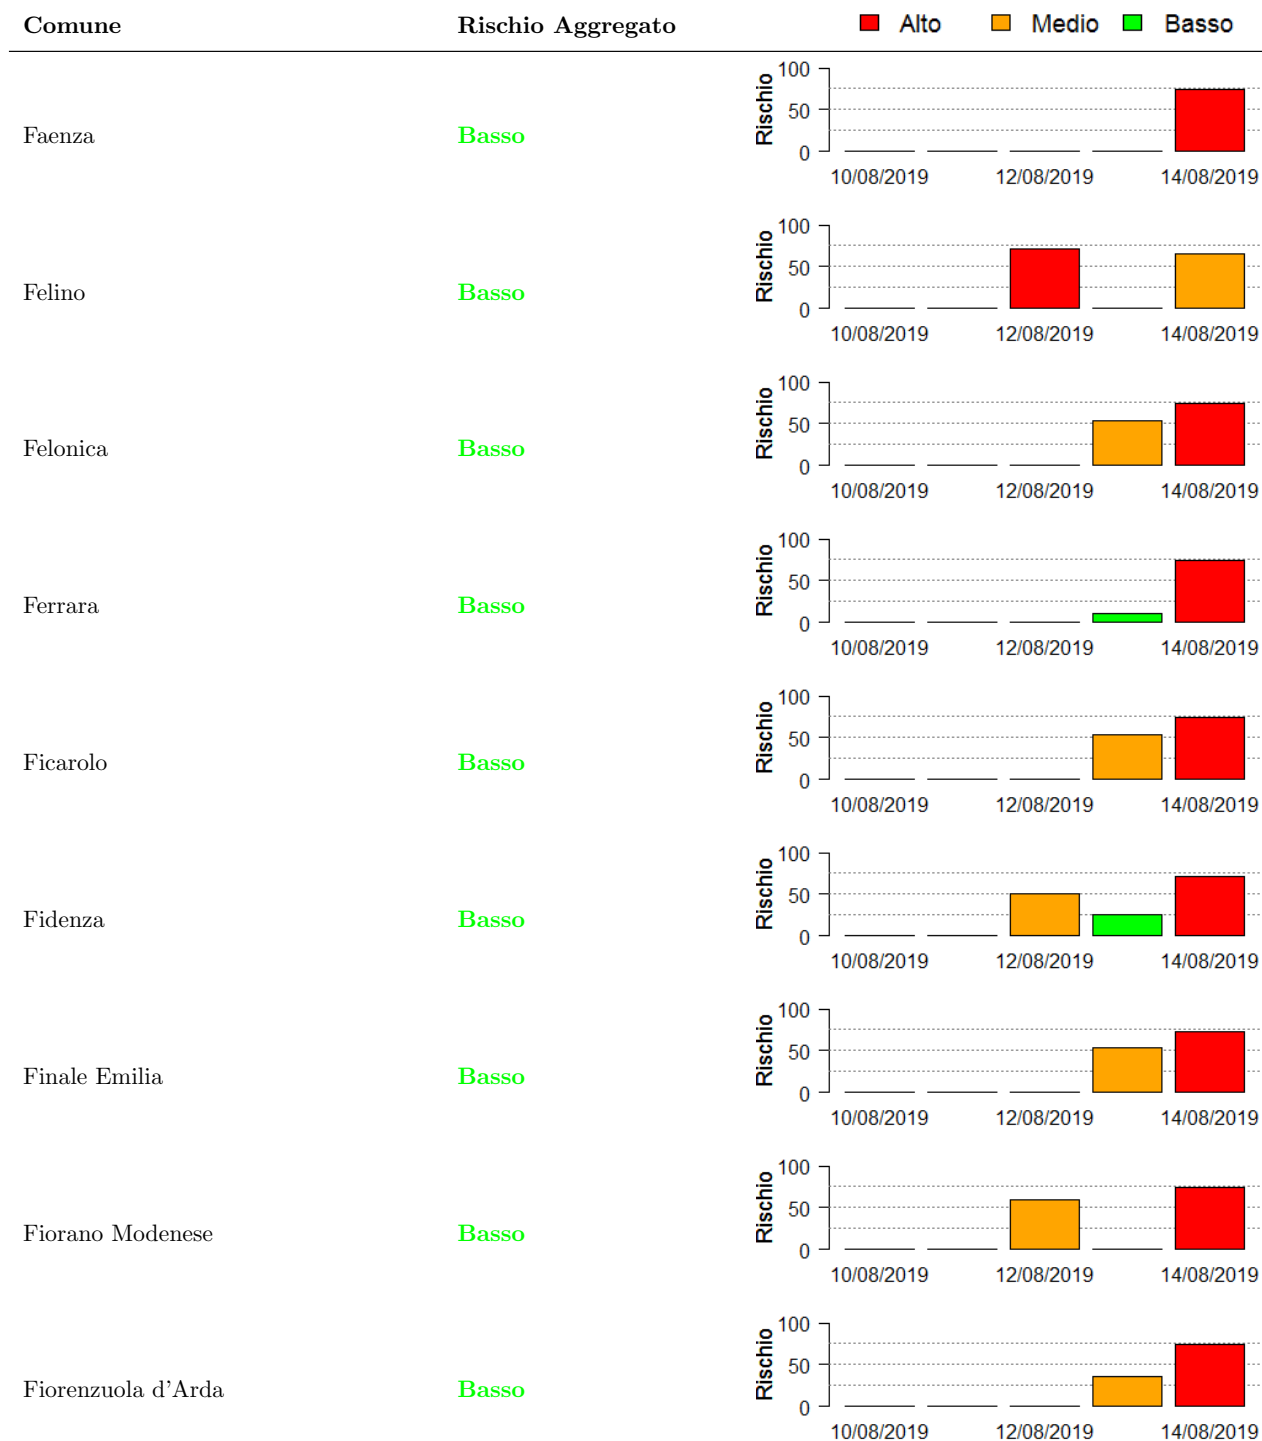 Comune Rischio Aggregato Alto Medio Basso
100
50
0
Rischio
Faenza Basso
10/08/2019 12/08/2019 14/08/2019
100
50
0
Rischio
Felino Basso
10/08/2019 12/08/2019 14/08/2019
100
50
0
Rischio
Felonica Basso
10/08/2019 12/08/2019 14/08/2019
100
50
0
Rischio
Ferrara Basso
10/08/2019 12/08/2019 14/08/2019
100
50
0
Rischio
Ficarolo Basso
10/08/2019 12/08/2019 14/08/2019
100
50
0
Rischio
Fidenza Basso
10/08/2019 12/08/2019 14/08/2019
100
50
0
Rischio
Finale Emilia Basso
10/08/2019 12/08/2019 14/08/2019
100
50
0
Rischio
Fiorano Modenese Basso
10/08/2019 12/08/2019 14/08/2019
100
50
0
Rischio
Fiorenzuola d'Arda Basso
10/08/2019 12/08/2019 14/08/2019